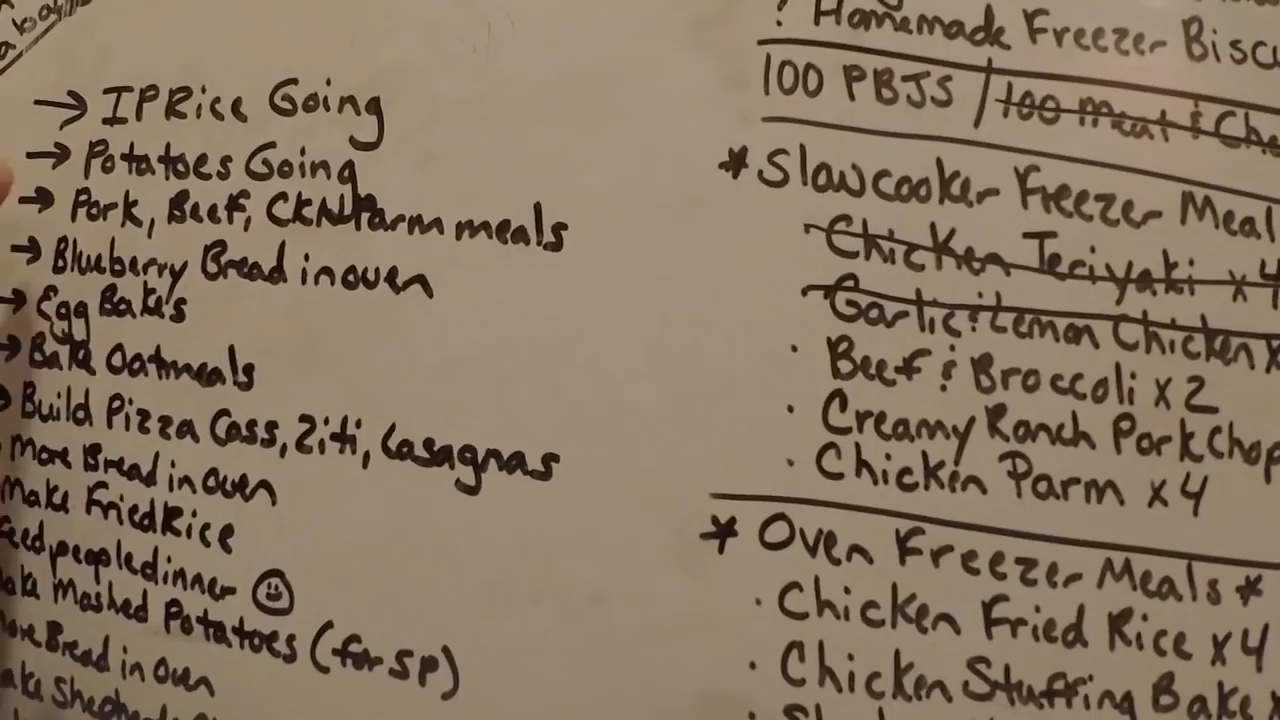 → IP Rice Going
→ Potatoes Going
→ Pork, Beef, CKN Parm meals
→ Blueberry Bread in oven
→ Egg Bakes
→ Bake Oatmeals
→ Build Pizza Cass, Ziti, Lasagnas
More Bread in oven
Make Fried Rice
Feed people dinner ☺
Mashed Potatoes (for SP)
More Bread in Oven
? Homemade Freezer
100 PBJS / 100 Meat &
* Slowcooker Freezer Meal
Chicken Teriyaki x 4
Garlic & Lemon Chicken x
· Beef & Broccoli x 2
· Creamy Ranch Pork Chop
· Chicken Parm x 4
* Oven Freezer Meals *
· Chicken Fried Rice x 4
· Chicken Stuffing Bake